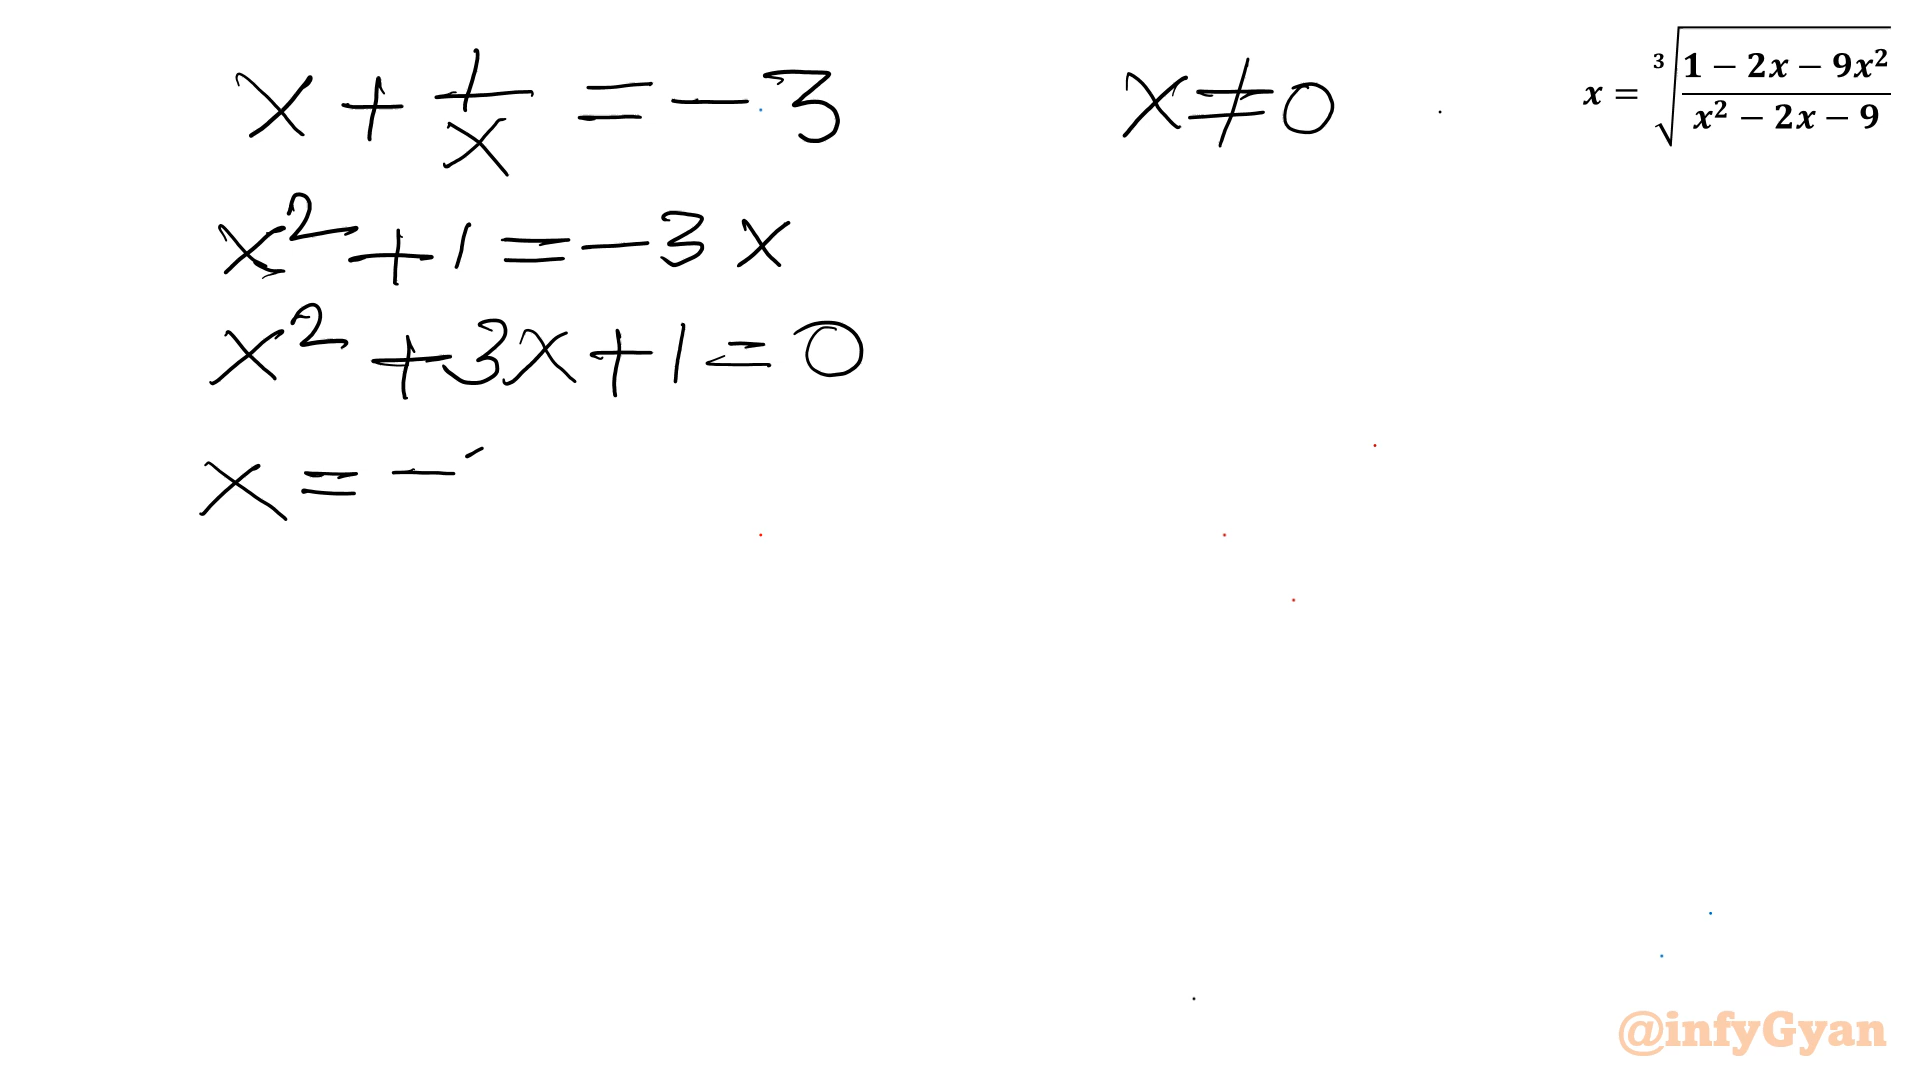 x + 1/x = -3
x ≠ 0
x = ∛((1 − 2x − 9x²)/(x² − 2x − 9))
x² + 1 = -3x
x² + 3x + 1 = 0
x = -
@infyGyan